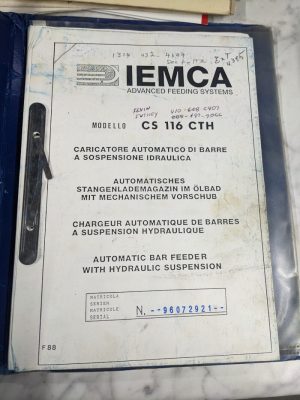 IEMCA
ADVANCED FEEDING SYSTEMS
MODELLO CS 116 CTH
CARICATORE AUTOMATICO DI BARRE
A SOSPENSIONE IDRAULICA
AUTOMATISCHES
STANGENLADEMAGAZIN IM ÖLBAD
MIT MECHANISCHEM VORSCHUB
CHARGEUR AUTOMATIQUE DE BARRES
A SUSPENSION HYDRAULIQUE
AUTOMATIC BAR FEEDER
WITH HYDRAULIC SUSPENSION
MATRICOLA
SERIEN
MATRICULE
SERIAL
N. --96072921--
F 88